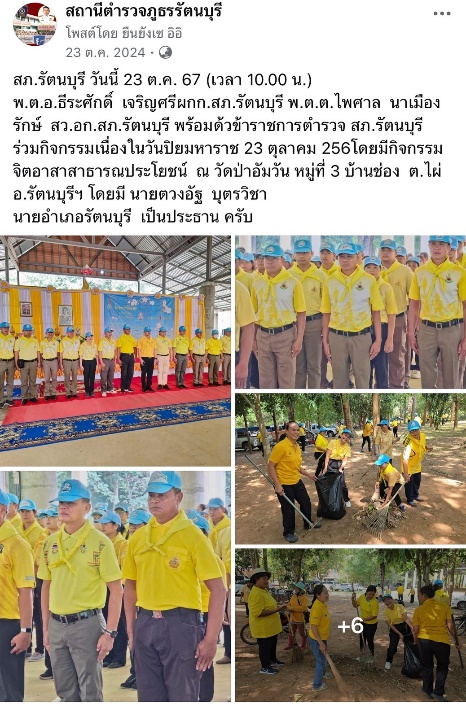 สถานีตำรวจภูธรรัตนบุรี
โพสต์โดย ยืนยังเซ อิอิ
23 ต.ค. 2024 ·
สภ.รัตนบุรี วันนี้ 23 ต.ค. 67 (เวลา 10.00 น.)
พ.ต.อ.ธีระศักดิ์ เจริญศรีผกก.สภ.รัตนบุรี พ.ต.ต.ไพศาล นาเมือง
รักษ์ สว.อก.สภ.รัตนบุรี พร้อมด้วข้าราชการตำรวจ สภ.รัตนบุรี
ร่วมกิจกรรมเนื่องในวันปิยมหาราช 23 ตุลาคม 256โดยมีกิจกรรม
จิตอาสาสาธารณประโยชน์ ณ วัดป่าอัมวัน หมู่ที่ 3 บ้านช่อง ต.ไผ่
อ.รัตนบุรีฯ โดยมี นายตวงอัฐ บุตรวิชา
นายอำเภอรัตนบุรี เป็นประธาน ครับ
+6